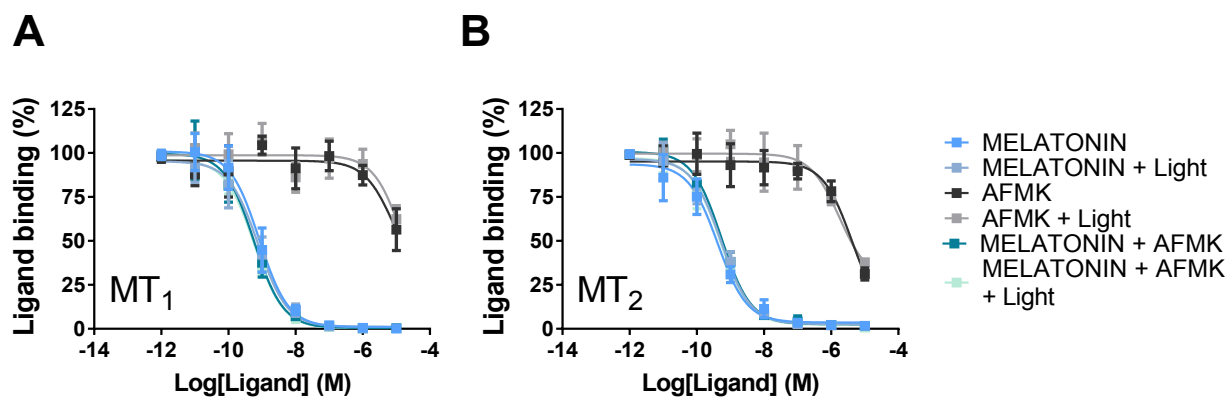 A
B
Ligand binding (%)
125
100
75
50
25
0
MT1
-14
-12
-10
-8
-6
-4
Log[Ligand] (M)
Ligand binding (%)
125
100
75
50
25
0
MT2
-14
-12
-10
-8
-6
-4
Log[Ligand] (M)
MELATONIN
MELATONIN + Light
AFMK
AFMK + Light
MELATONIN + AFMK
MELATONIN + AFMK
+ Light